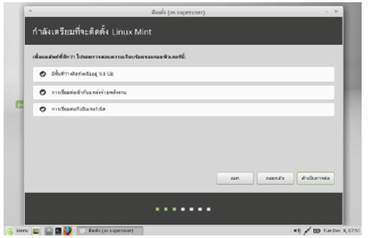 ติดตั้ง (as superuser)
กำลังเตรียมที่จะติดตั้ง Linux Mint
เพื่อผลลัพธ์ที่ดีกว่า โปรดตรวจสอบความเรียบร้อยของคอมพิวเตอร์นี้:
มีพื้นที่ว่างดิสก์เหลืออยู่ 9.8 GB
การเชื่อมต่อเข้ากับแหล่งจ่ายพลังงาน
การเชื่อมต่อกับอินเทอร์เน็ต
ออก
ถอยกลับ
ดำเนินการต่อ
Menu
ติดตั้ง (as superuser)
Tue Dec